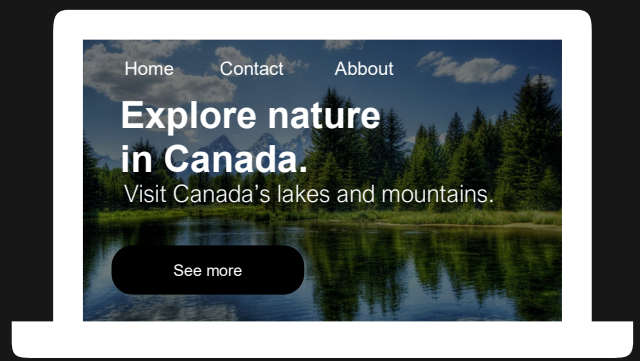 Home Contact Abbout
Explore nature
in Canada.
Visit Canada’s lakes and mountains.
See more